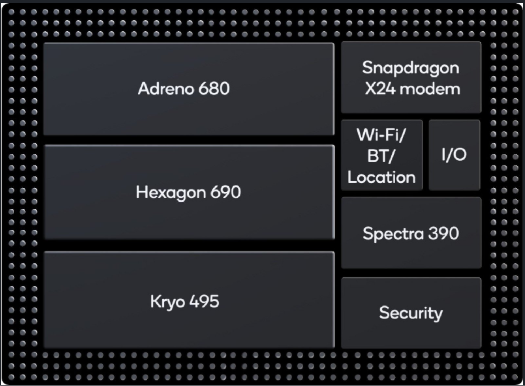 Adreno 680
Hexagon 690
Kryo 495
Snapdragon
X24 modem
Wi-Fi/
BT/
Location
I/O
Spectra 390
Security